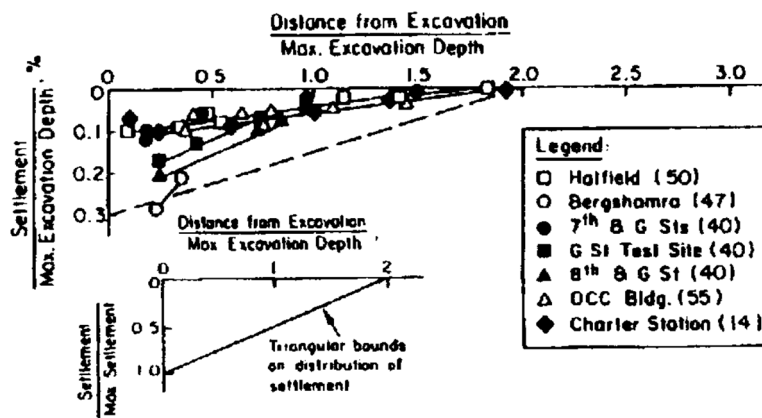 Distance from Excavation
Max. Excavation Depth
0 0.5 1.0 1.5 2.0 2.5 3.0
Settlement
Max. Excavation Depth, %
0
0.1
0.2
0.3
Legend:
Hatfield (50)
Bergshamra (47)
7th & G Sts (40)
G St Test Site (40)
8th & G St (40)
OCC Bldg. (55)
Charter Station (14)
Distance from Excavation
Max Excavation Depth
0 1 2
Settlement
Max Settlement
0
0.5
1.0
Triangular bounds
on distribution of
settlement